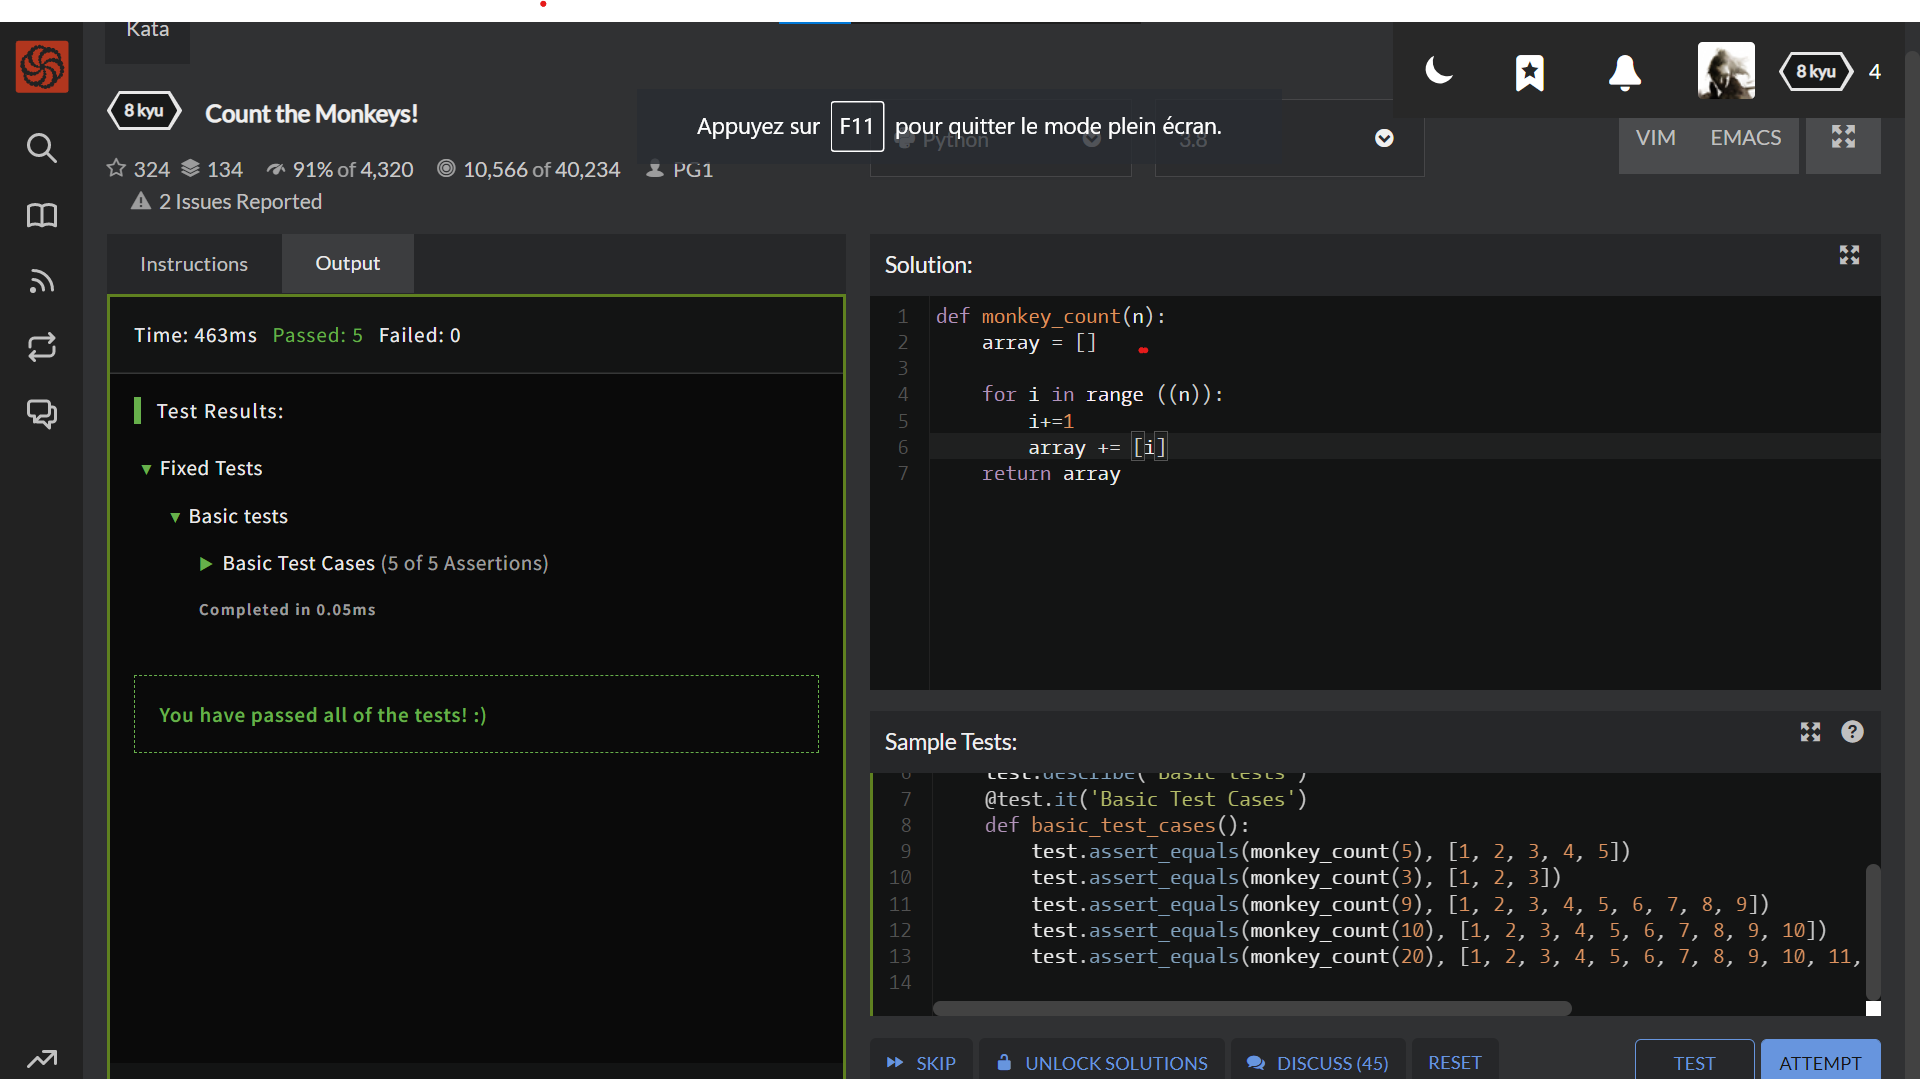 Kata
8 kyu Count the Monkeys!
Appuyez sur F11 pour quitter le mode plein écran.
Python
3.8
VIM EMACS
8 kyu 4
324 134 91% of 4,320 10,566 of 40,234 PG1
2 Issues Reported
Instructions Output
Time: 463ms Passed: 5 Failed: 0
Test Results:
▼ Fixed Tests
▼ Basic tests
▶ Basic Test Cases (5 of 5 Assertions)
Completed in 0.05ms
You have passed all of the tests! :)
Solution:
1 def monkey_count(n):
2 array = []
3
4 for i in range ((n)):
5 i+=1
6 array += [i]
7 return array
Sample Tests:
6 test.describe("Basic tests")
7 @test.it('Basic Test Cases')
8 def basic_test_cases():
9 test.assert_equals(monkey_count(5), [1, 2, 3, 4, 5])
10 test.assert_equals(monkey_count(3), [1, 2, 3])
11 test.assert_equals(monkey_count(9), [1, 2, 3, 4, 5, 6, 7, 8, 9])
12 test.assert_equals(monkey_count(10), [1, 2, 3, 4, 5, 6, 7, 8, 9, 10])
13 test.assert_equals(monkey_count(20), [1, 2, 3, 4, 5, 6, 7, 8, 9, 10, 11,
14
SKIP UNLOCK SOLUTIONS DISCUSS (45) RESET TEST ATTEMPT